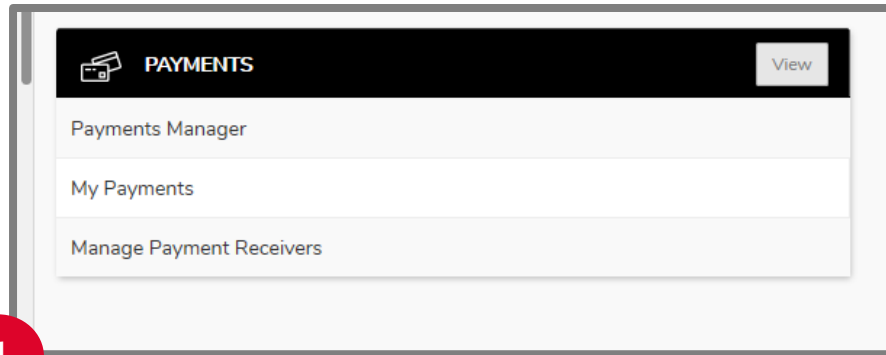 PAYMENTS
View
Payments Manager
My Payments
Manage Payment Receivers